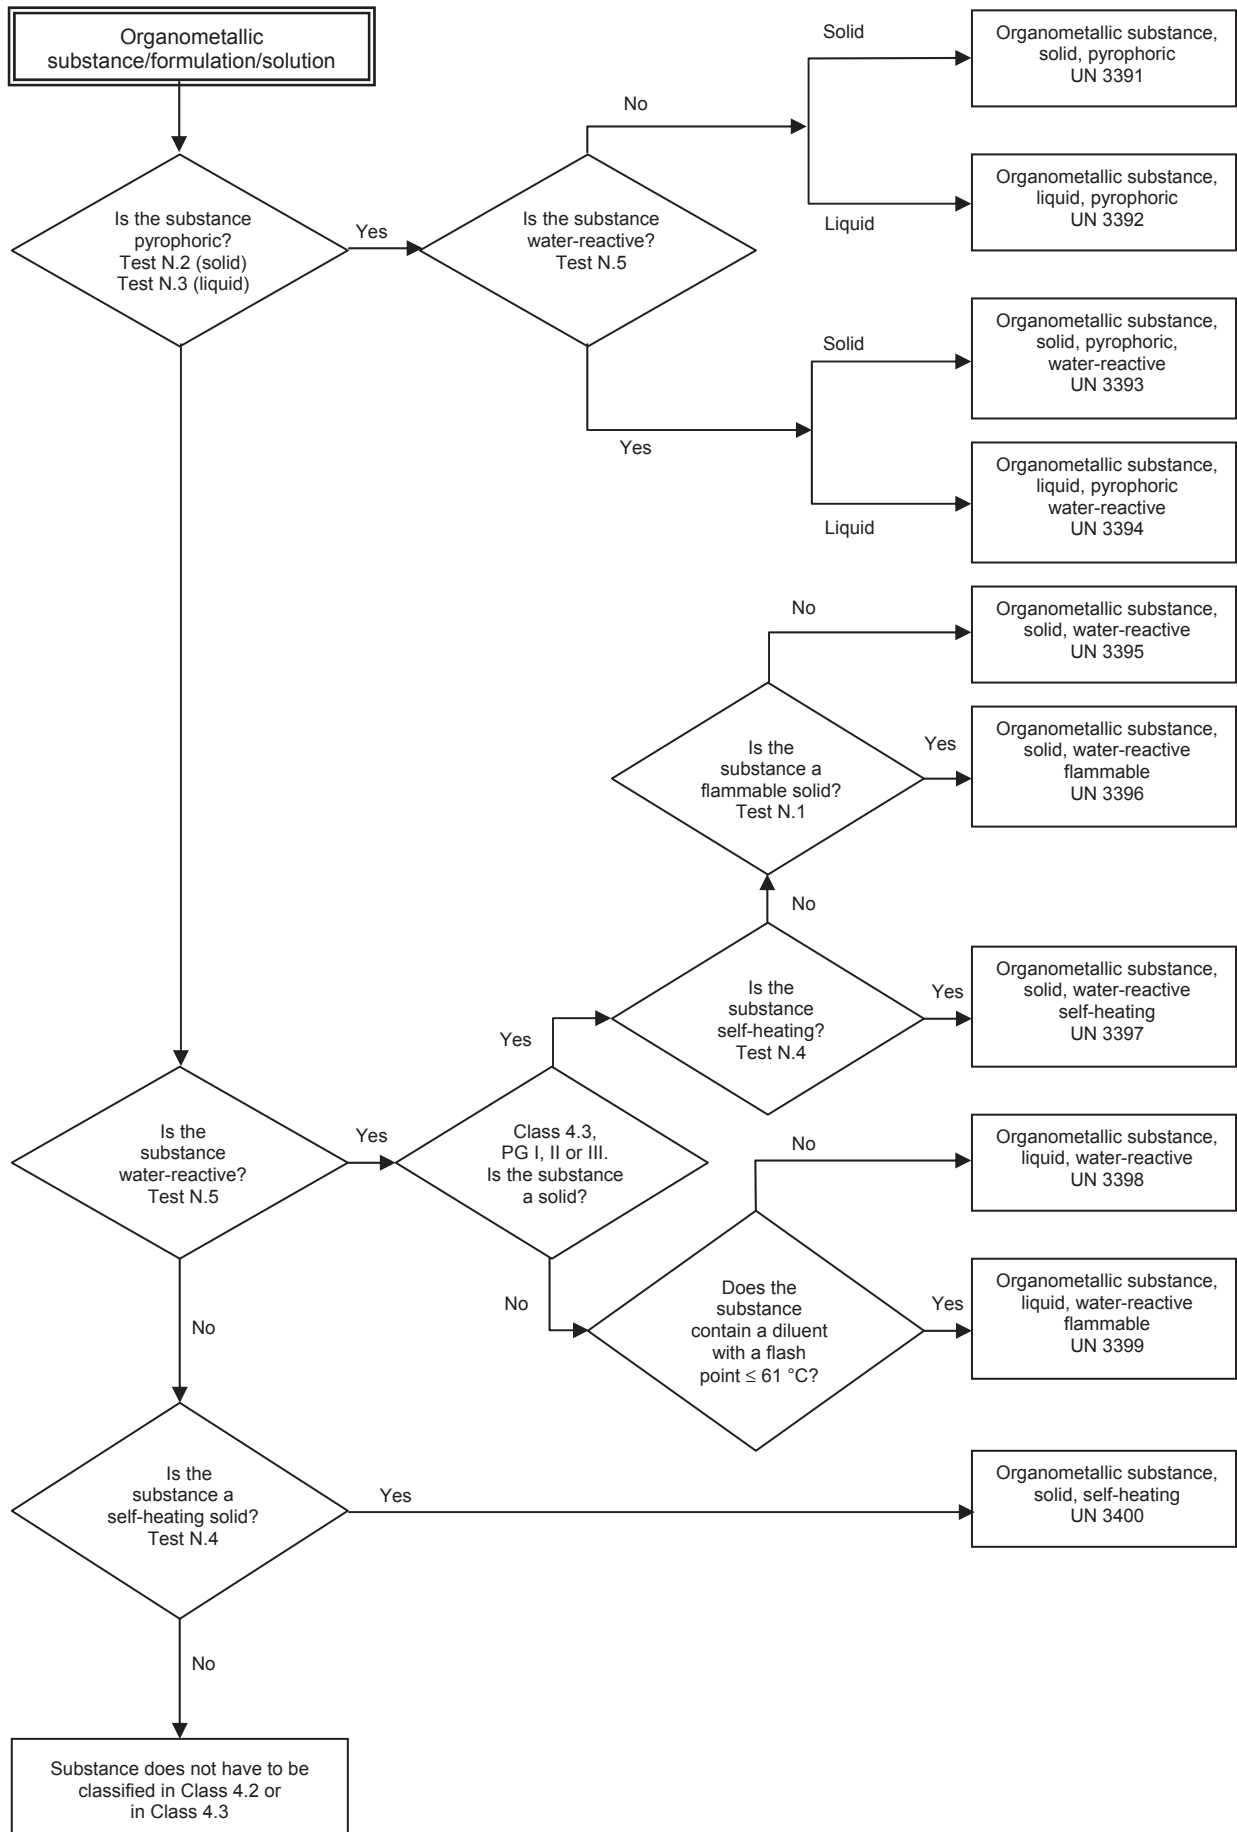 Organometallic
substance/formulation/solution
Is the substance
pyrophoric?
Test N.2 (solid)
Test N.3 (liquid)
Yes
Is the substance
water-reactive?
Test N.5
No
Solid
Organometallic substance,
solid, pyrophoric
UN 3391
Liquid
Organometallic substance,
liquid, pyrophoric
UN 3392
Yes
Solid
Organometallic substance,
solid, pyrophoric,
water-reactive
UN 3393
Liquid
Organometallic substance,
liquid, pyrophoric
water-reactive
UN 3394
No
Organometallic substance,
solid, water-reactive
UN 3395
Is the
substance a
flammable solid?
Test N.1
Yes
Organometallic substance,
solid, water-reactive
flammable
UN 3396
No
Is the
substance
self-heating?
Test N.4
Yes
Organometallic substance,
solid, water-reactive
self-heating
UN 3397
Yes
Is the
substance
water-reactive?
Test N.5
Yes
Class 4.3,
PG I, II or III.
Is the substance
a solid?
No
Organometallic substance,
liquid, water-reactive
UN 3398
No
Does the
substance
contain a diluent
with a flash
point ≤ 61 °C?
Yes
Organometallic substance,
liquid, water-reactive
flammable
UN 3399
No
Is the
substance a
self-heating solid?
Test N.4
Yes
Organometallic substance,
solid, self-heating
UN 3400
No
Substance does not have to be
classified in Class 4.2 or
in Class 4.3